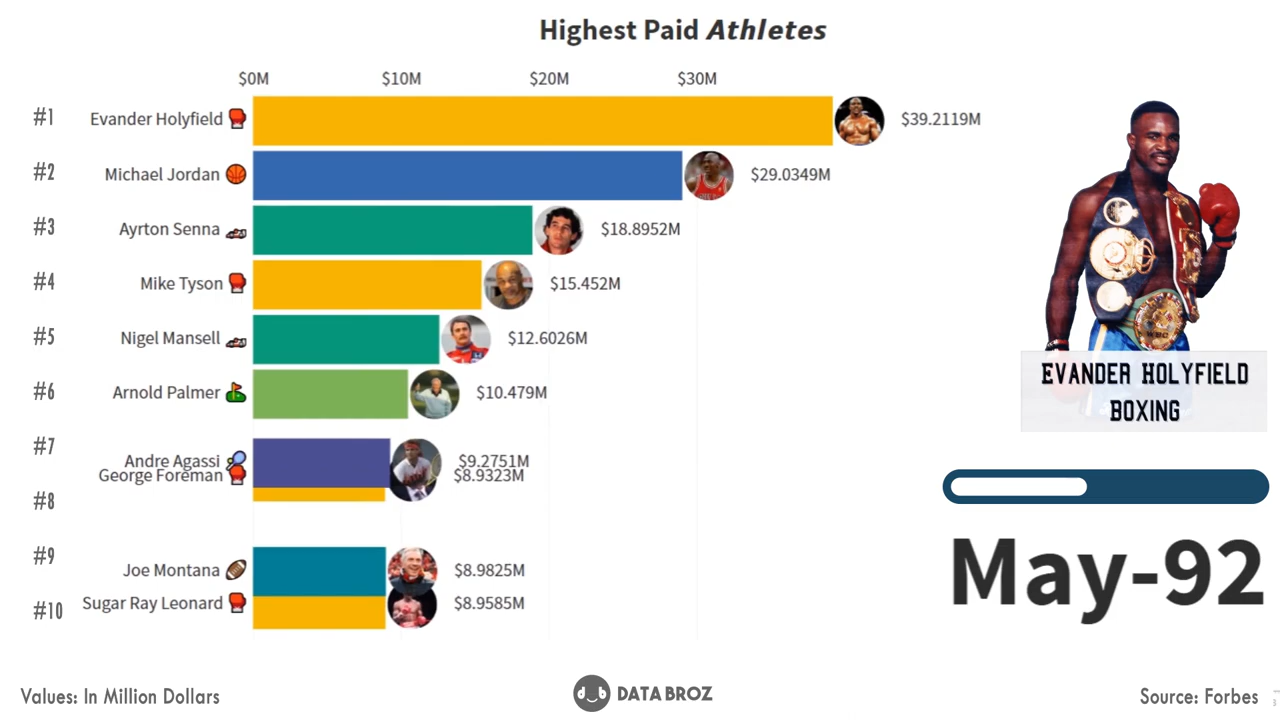 Highest Paid Athletes
$0M $10M $20M $30M
#1 Evander Holyfield $39.2119M
#2 Michael Jordan $29.0349M
#3 Ayrton Senna $18.8952M
#4 Mike Tyson $15.452M
#5 Nigel Mansell $12.6026M
#6 Arnold Palmer $10.479M
#7 Andre Agassi $9.2751M
George Foreman $8.9323M
#8
#9 Joe Montana $8.9825M
#10 Sugar Ray Leonard $8.9585M
EVANDER HOLYFIELD
BOXING
May-92
Values: In Million Dollars
DATA BROZ
Source: Forbes